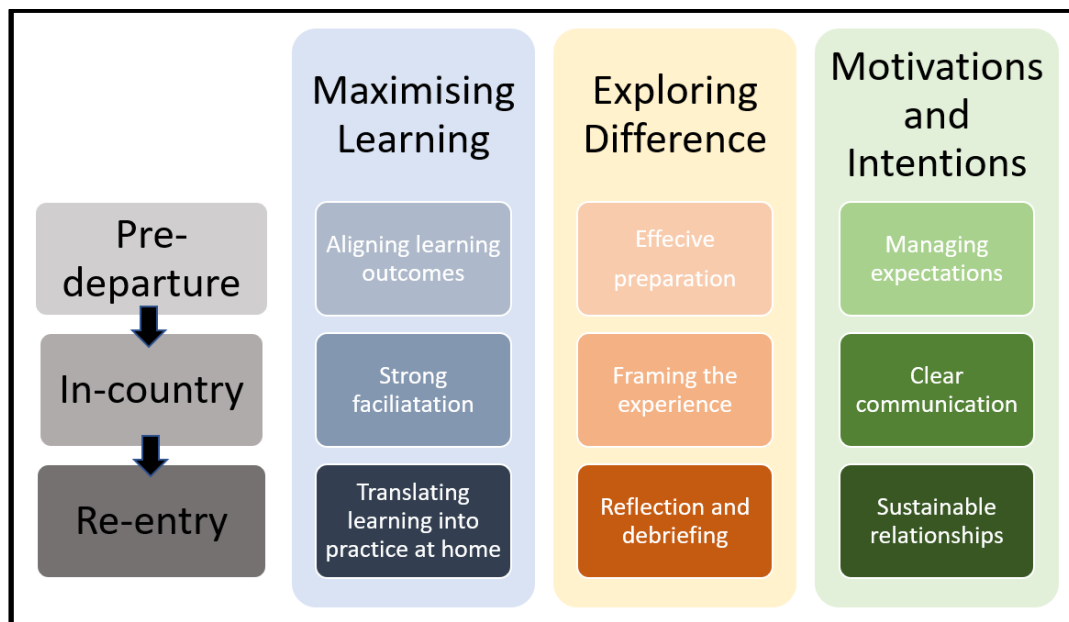 Maximising
Learning
Exploring
Difference
Motivations
and
Intentions
Pre-
departure
Aligning learning
outcomes
Effecive
preparation
Managing
expectations
In-country
Strong
faciliatation
Framing the
experience
Clear
communication
Re-entry
Translating
learning into
practice at home
Reflection and
debriefing
Sustainable
relationships